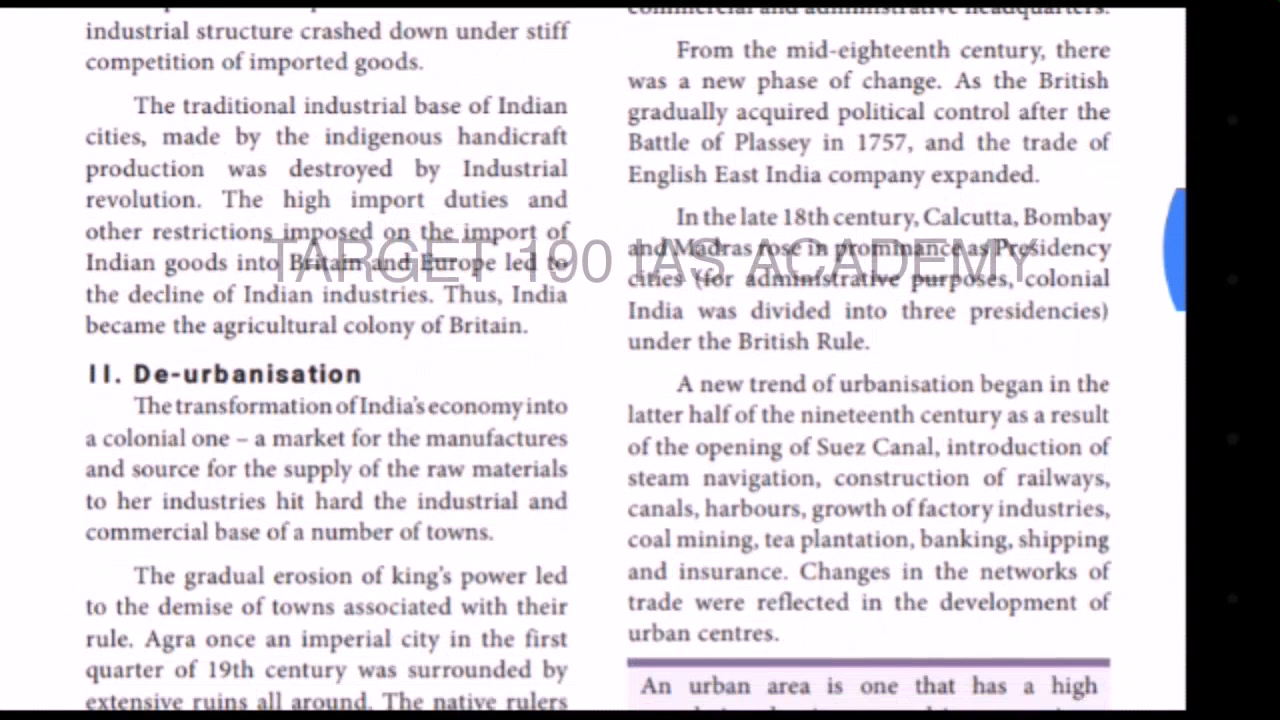 industrial structure crashed down under stiff
competition of imported goods.
The traditional industrial base of Indian
cities, made by the indigenous handicraft
production was destroyed by Industrial
revolution. The high import duties and
other restrictions imposed on the import of
Indian goods into Britain and Europe led to
the decline of Indian industries. Thus, India
became the agricultural colony of Britain.
II. De-urbanisation
The transformation of India's economy into
a colonial one – a market for the manufactures
and source for the supply of the raw materials
to her industries hit hard the industrial and
commercial base of a number of towns.
The gradual erosion of king's power led
to the demise of towns associated with their
rule. Agra once an imperial city in the first
quarter of 19th century was surrounded by
extensive ruins all around. The native rulers
commercial and administrative headquarters.
From the mid-eighteenth century, there
was a new phase of change. As the British
gradually acquired political control after the
Battle of Plassey in 1757, and the trade of
English East India company expanded.
In the late 18th century, Calcutta, Bombay
and Madras rose in prominance as Presidency
cities (for administrative purposes, colonial
India was divided into three presidencies)
under the British Rule.
A new trend of urbanisation began in the
latter half of the nineteenth century as a result
of the opening of Suez Canal, introduction of
steam navigation, construction of railways,
canals, harbours, growth of factory industries,
coal mining, tea plantation, banking, shipping
and insurance. Changes in the networks of
trade were reflected in the development of
urban centres.
An urban area is one that has a high
TARGET 190 IAS ACADEMY